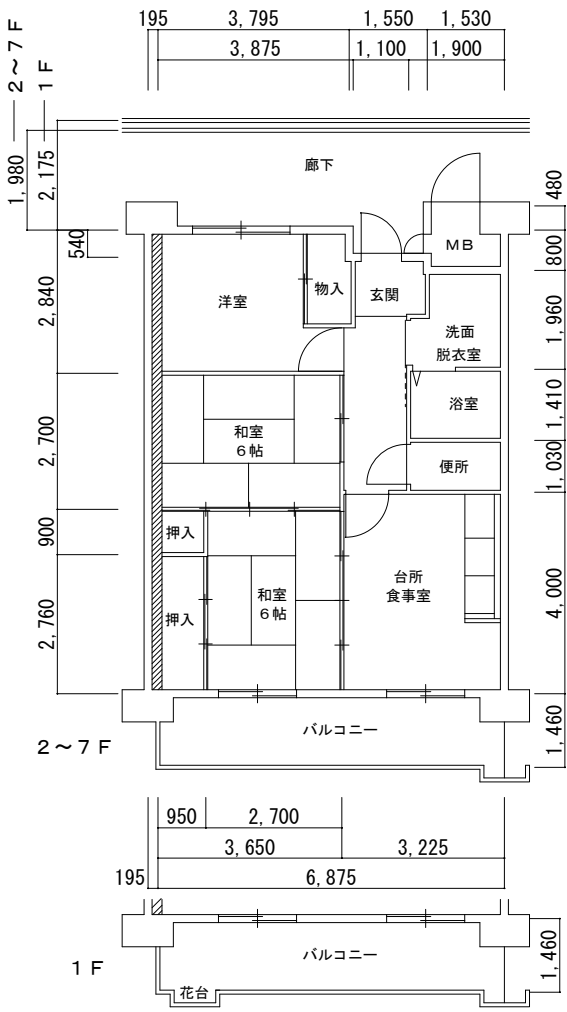 195
3,795
1,550
1,530
3,875
1,100
1,900
2～7F
1F
1,980
2,175
廊下
480
540
MB
800
2,840
洋室
物入
玄関
1,960
洗面
脱衣室
2,700
和室
6帖
浴室
1,410
便所
1,030
900
押入
押入
和室
6帖
台所
食事室
2,760
4,000
バルコニー
1,460
2～7F
950
2,700
3,650
3,225
195
6,875
バルコニー
1,460
1F
花台